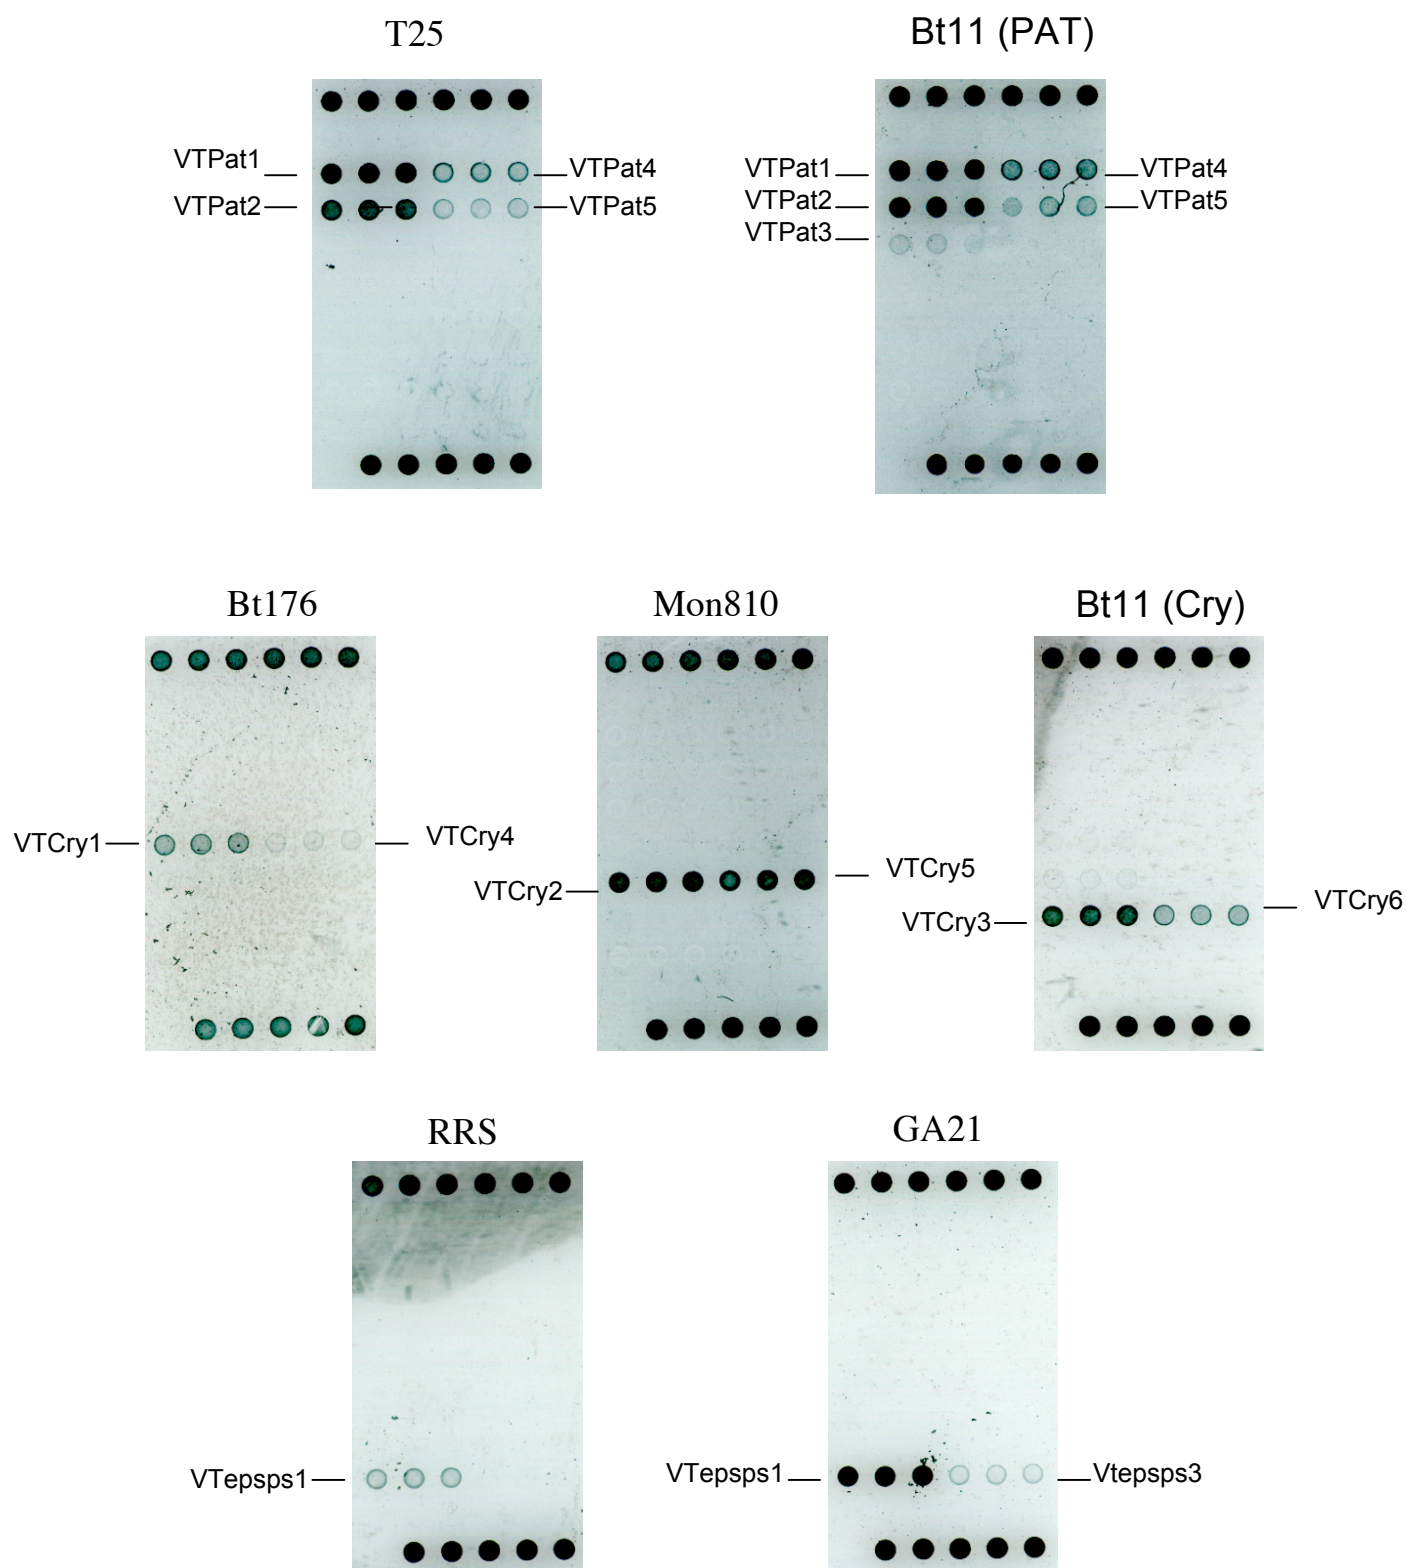 T25
Bt11 (PAT)
VTPat1
VTPat4
VTPat2
VTPat5
VTPat1
VTPat4
VTPat2
VTPat5
VTPat3
Bt176
Mon810
Bt11 (Cry)
VTCry1
VTCry4
VTCry2
VTCry5
VTCry3
VTCry6
RRS
GA21
VTepsps1
VTepsps1
Vtepsps3